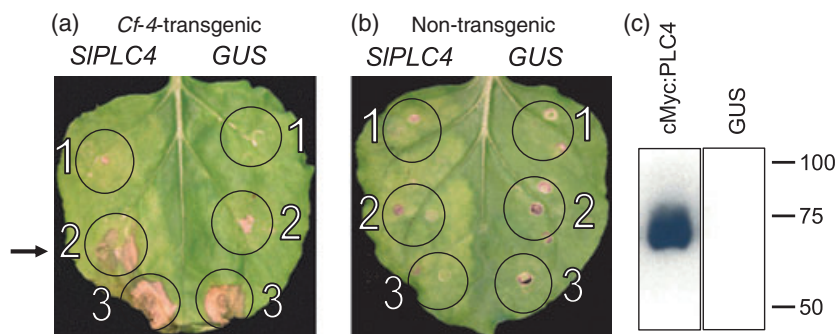 (a) Cf-4-transgenic
SlPLC4 GUS
1 1
2 2
3 3
(b) Non-transgenic
SlPLC4 GUS
1 1
2 2
3 3
(c)
cMyc:PLC4
GUS
100
75
50